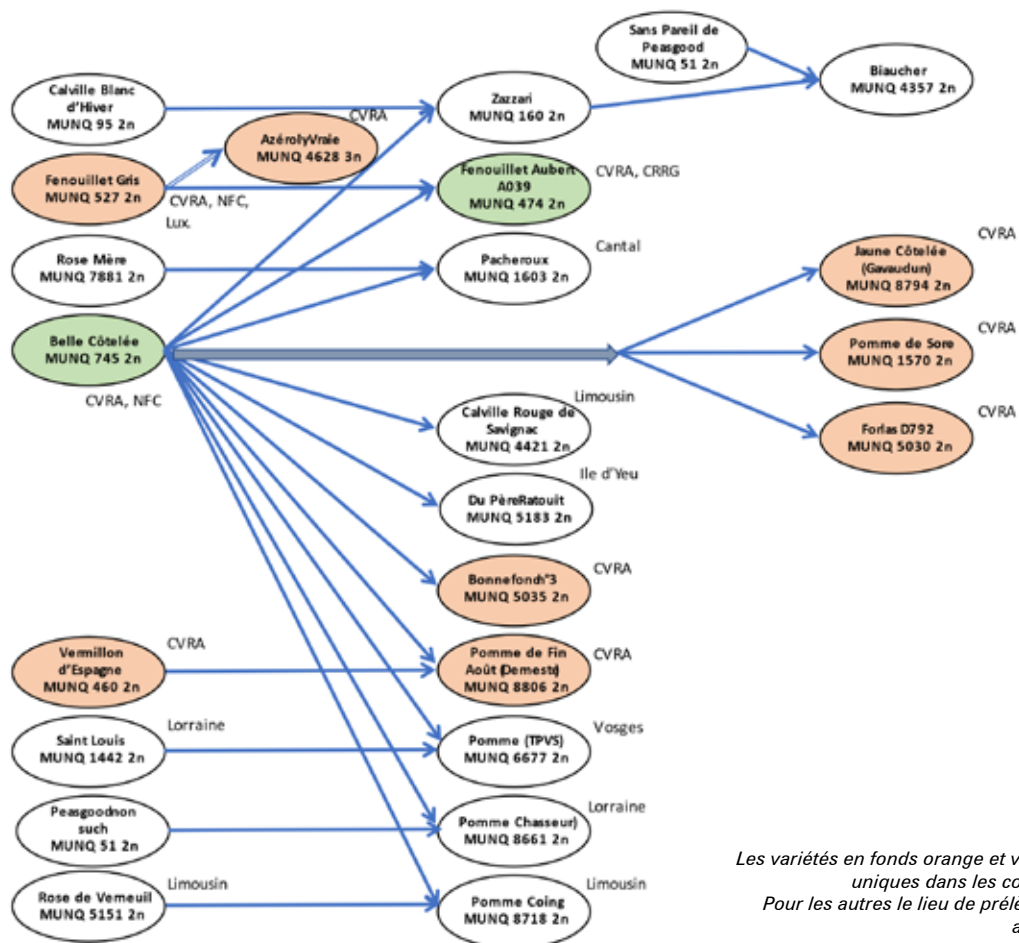 Sans Pareil de
Peasgood
MUNQ 51 2n
Biaucher
MUNQ 4357 2n
Calville Blanc
d'Hiver
MUNQ 95 2n
Zazzari
MUNQ 160 2n
CVRA
AzérolyVraie
MUNQ 4628 3n
Fenouillet Gris
MUNQ 527 2n
CVRA, NFC,
Lux.
Fenouillet Aubert
A039
MUNQ 474 2n
CVRA, CRRG
Rose Mère
MUNQ 7881 2n
Pacheroux
MUNQ 1603 2n
Cantal
Jaune Côtelée
(Gavaudun)
MUNQ 8794 2n
CVRA
Belle Côtelée
MUNQ 745 2n
CVRA, NFC
Pomme de Sore
MUNQ 1570 2n
CVRA
Forlas D792
MUNQ 5030 2n
CVRA
Calville Rouge de
Savignac
MUNQ 4421 2n
Limousin
Du PèreRatouit
MUNQ 5183 2n
Ile d'Yeu
Bonnefondn°3
MUNQ 5035 2n
CVRA
Vermillon
d'Espagne
MUNQ 460 2n
CVRA
Pomme de Fin
Août (Demeste)
MUNQ 8806 2n
CVRA
Saint Louis
MUNQ 1442 2n
Lorraine
Pomme (TPVS)
MUNQ 6677 2n
Vosges
Peasgoodnon
such
MUNQ 51 2n
Pomme Chasseur)
MUNQ 8661 2n
Lorraine
Rose de Verneuil
MUNQ 5151 2n
Limousin
Pomme Coing
MUNQ 8718 2n
Limousin
Les variétés en fonds orange et v
uniques dans les co
Pour les autres le lieu de prélè
a